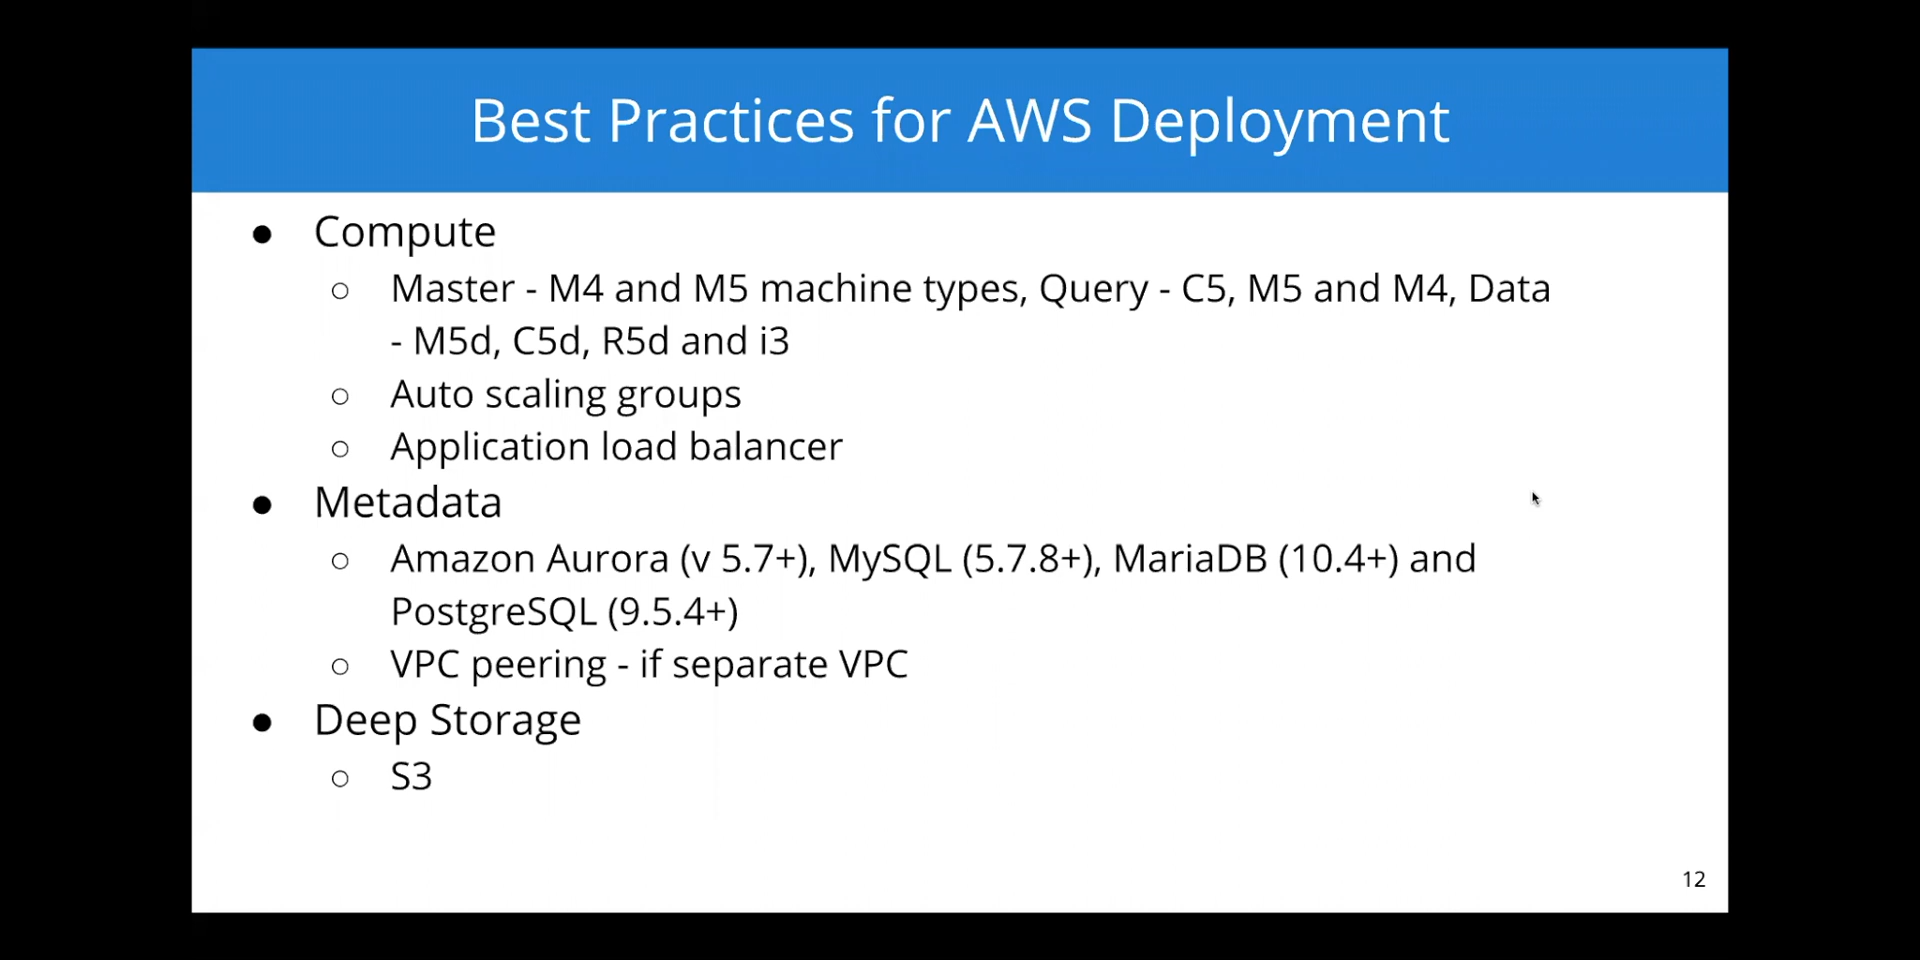 Best Practices for AWS Deployment
● Compute
○ Master - M4 and M5 machine types, Query - C5, M5 and M4, Data
- M5d, C5d, R5d and i3
○ Auto scaling groups
○ Application load balancer
● Metadata
○ Amazon Aurora (v 5.7+), MySQL (5.7.8+), MariaDB (10.4+) and
PostgreSQL (9.5.4+)
○ VPC peering - if separate VPC
● Deep Storage
○ S3
12